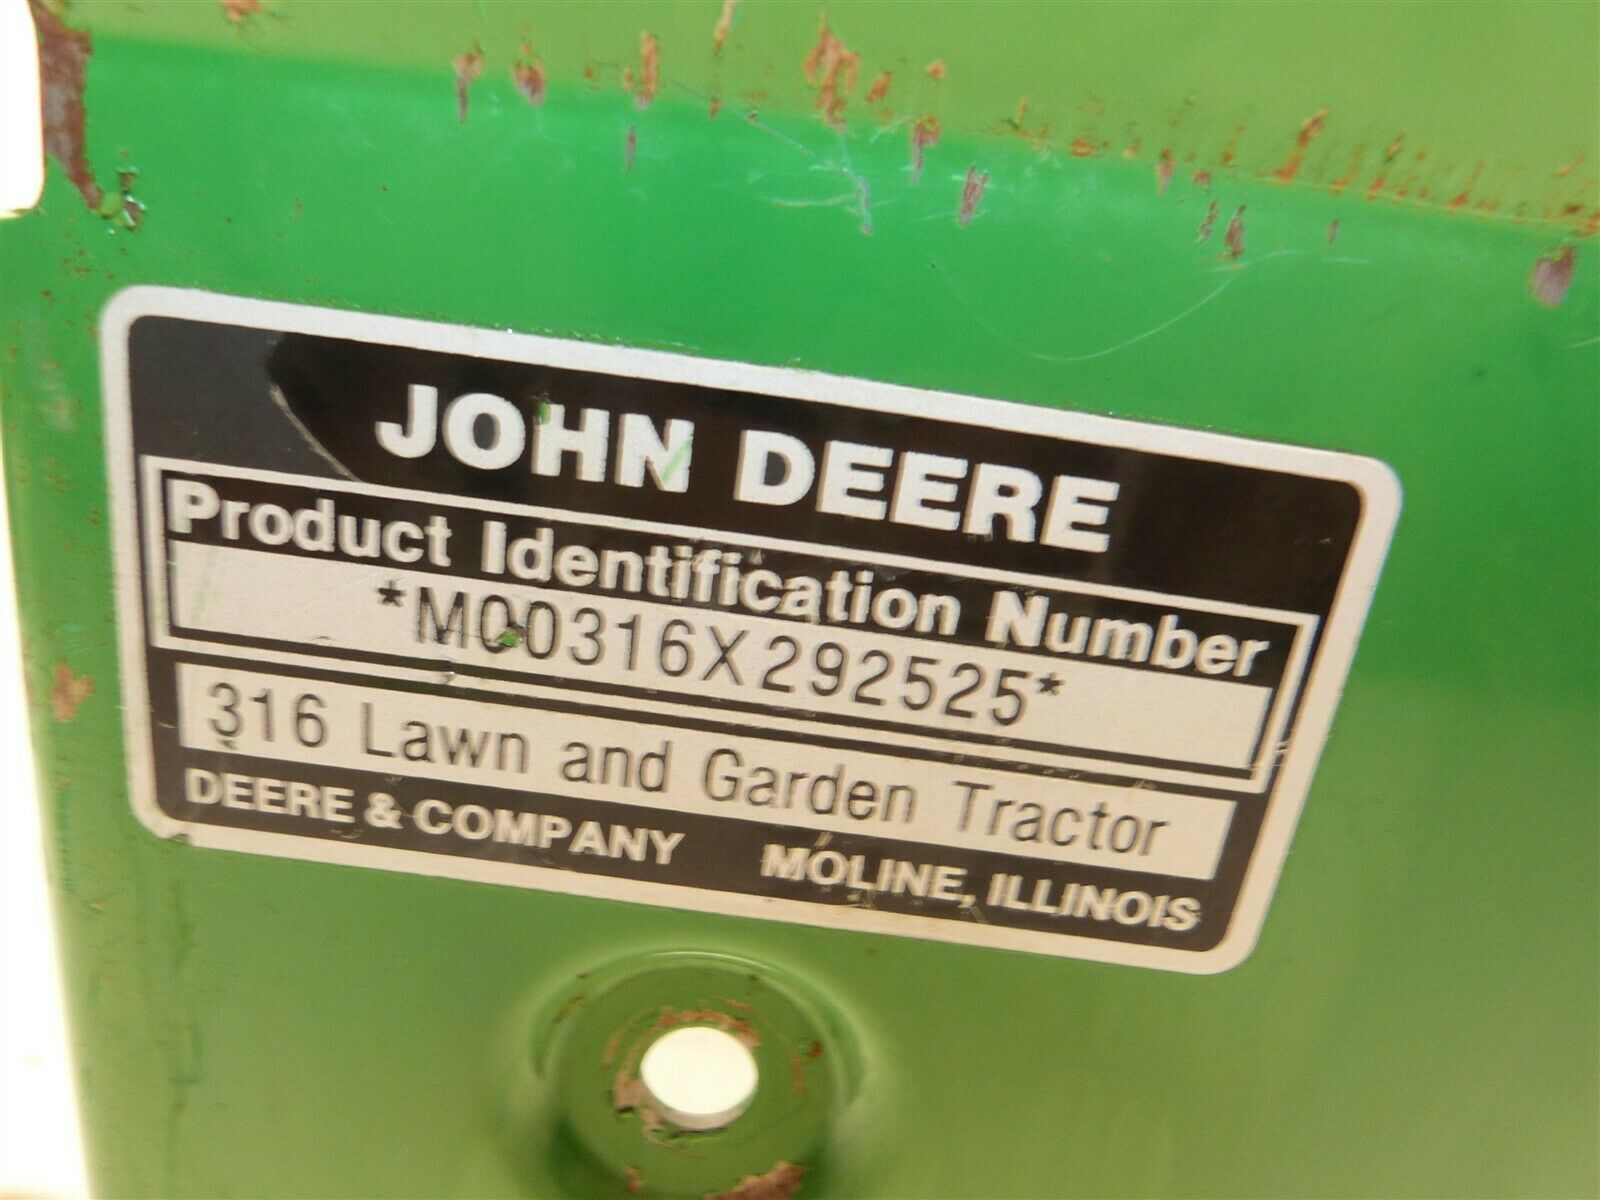 JOHN DEERE
Product Identification Number
*M00316X292525*
316 Lawn and Garden Tractor
DEERE & COMPANY MOLINE, ILLINOIS